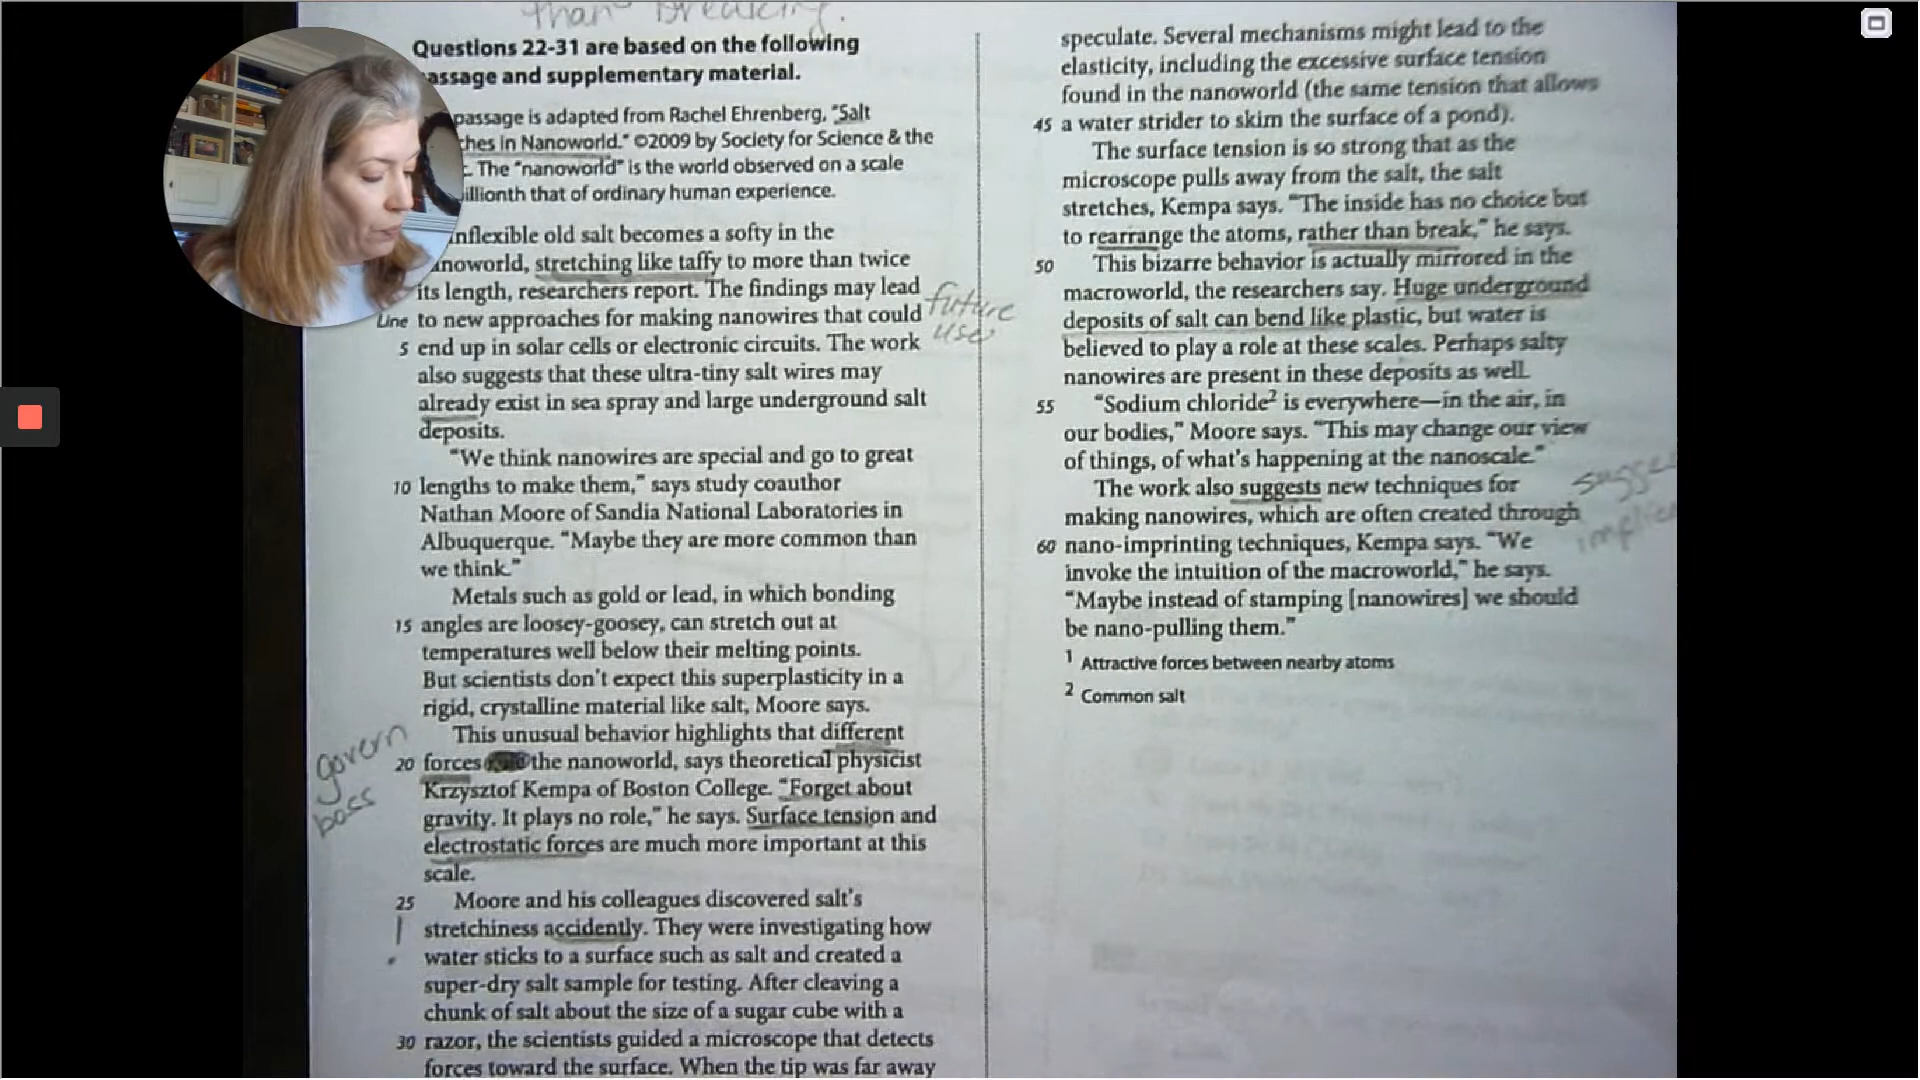 than breaking.
Questions 22-31 are based on the following
assage and supplementary material.
passage is adapted from Rachel Ehrenberg, "Salt
ches in Nanoworld." ©2009 by Society for Science & the
c. The "nanoworld" is the world observed on a scale
illionth that of ordinary human experience.
nflexible old salt becomes a softy in the
anoworld, stretching like taffy to more than twice
its length, researchers report. The findings may lead
future
Line to new approaches for making nanowires that could
use
5 end up in solar cells or electronic circuits. The work
also suggests that these ultra-tiny salt wires may
already exist in sea spray and large underground salt
deposits.
"We think nanowires are special and go to great
10 lengths to make them," says study coauthor
Nathan Moore of Sandia National Laboratories in
Albuquerque. "Maybe they are more common than
we think."
Metals such as gold or lead, in which bonding
15 angles are loosey-goosey, can stretch out at
temperatures well below their melting points.
But scientists don't expect this superplasticity in a
rigid, crystalline material like salt, Moore says.
This unusual behavior highlights that different
govern
20 forces the nanoworld, says theoretical physicist
boss
Krzysztof Kempa of Boston College. "Forget about
gravity. It plays no role," he says. Surface tension and
electrostatic forces are much more important at this
scale.
25 Moore and his colleagues discovered salt's
stretchiness accidently. They were investigating how
water sticks to a surface such as salt and created a
super-dry salt sample for testing. After cleaving a
chunk of salt about the size of a sugar cube with a
30 razor, the scientists guided a microscope that detects
forces toward the surface. When the tip was far away
speculate. Several mechanisms might lead to the
elasticity, including the excessive surface tension
found in the nanoworld (the same tension that allows
45 a water strider to skim the surface of a pond).
The surface tension is so strong that as the
microscope pulls away from the salt, the salt
stretches, Kempa says. "The inside has no choice but
to rearrange the atoms, rather than break," he says.
50 This bizarre behavior is actually mirrored in the
macroworld, the researchers say. Huge underground
deposits of salt can bend like plastic, but water is
believed to play a role at these scales. Perhaps salty
nanowires are present in these deposits as well.
55 "Sodium chloride² is everywhere—in the air, in
our bodies," Moore says. "This may change our view
of things, of what's happening at the nanoscale."
The work also suggests new techniques for
making nanowires, which are often created through
60 nano-imprinting techniques, Kempa says. "We
invoke the intuition of the macroworld," he says.
"Maybe instead of stamping [nanowires] we should
be nano-pulling them."
¹ Attractive forces between nearby atoms
² Common salt